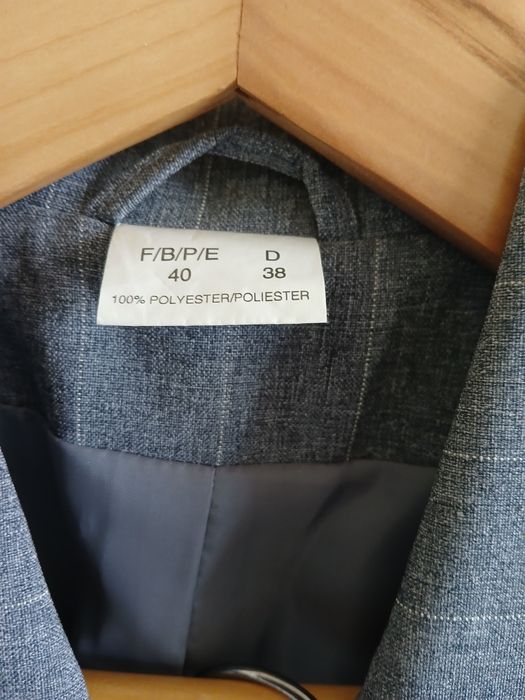 F/B/P/E D
40 38
100% POLYESTER/POLIESTER